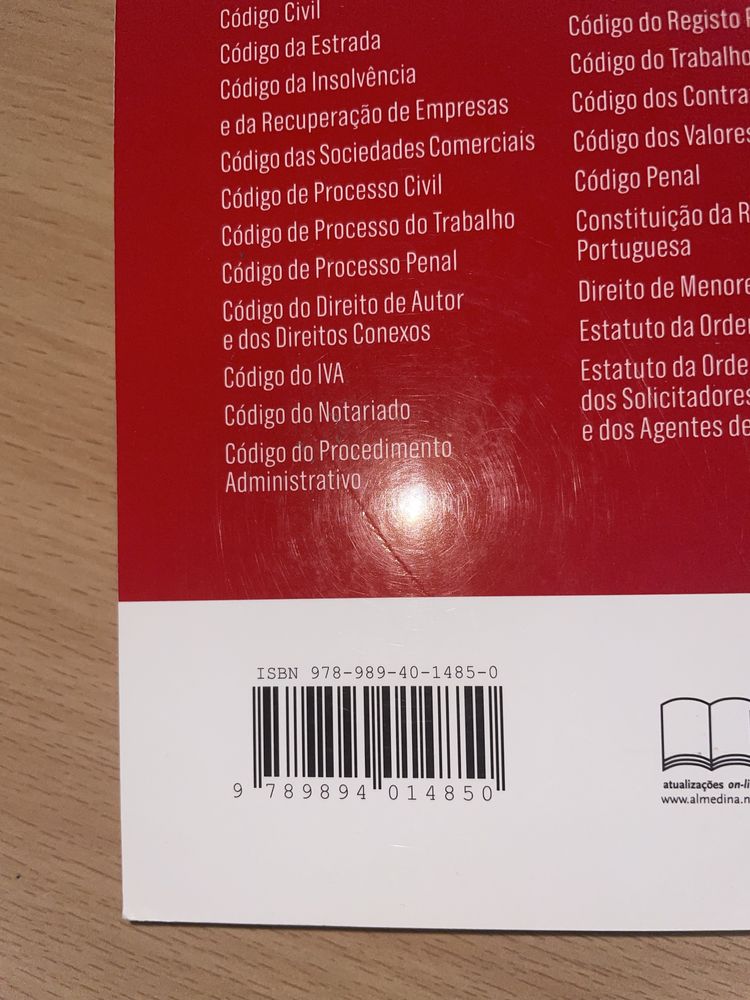 Código Civil
Código da Estrada
Código da Insolvência
e da Recuperação de Empresas
Código das Sociedades Comerciais
Código de Processo Civil
Código de Processo do Trabalho
Código de Processo Penal
Código do Direito de Autor
e dos Direitos Conexos
Código do IVA
Código do Notariado
Código do Procedimento
Administrativo
Código do Registo
Código do Trabalho
Código dos
Código dos Valores
Código Penal
Constituição da
Portuguesa
Direito de
Estatuto da
Estatuto da
dos Solicitadores
e dos Agentes de
ISBN 978-989-40-1485-0
9 789894 014850
atualizações
www.almedina.n